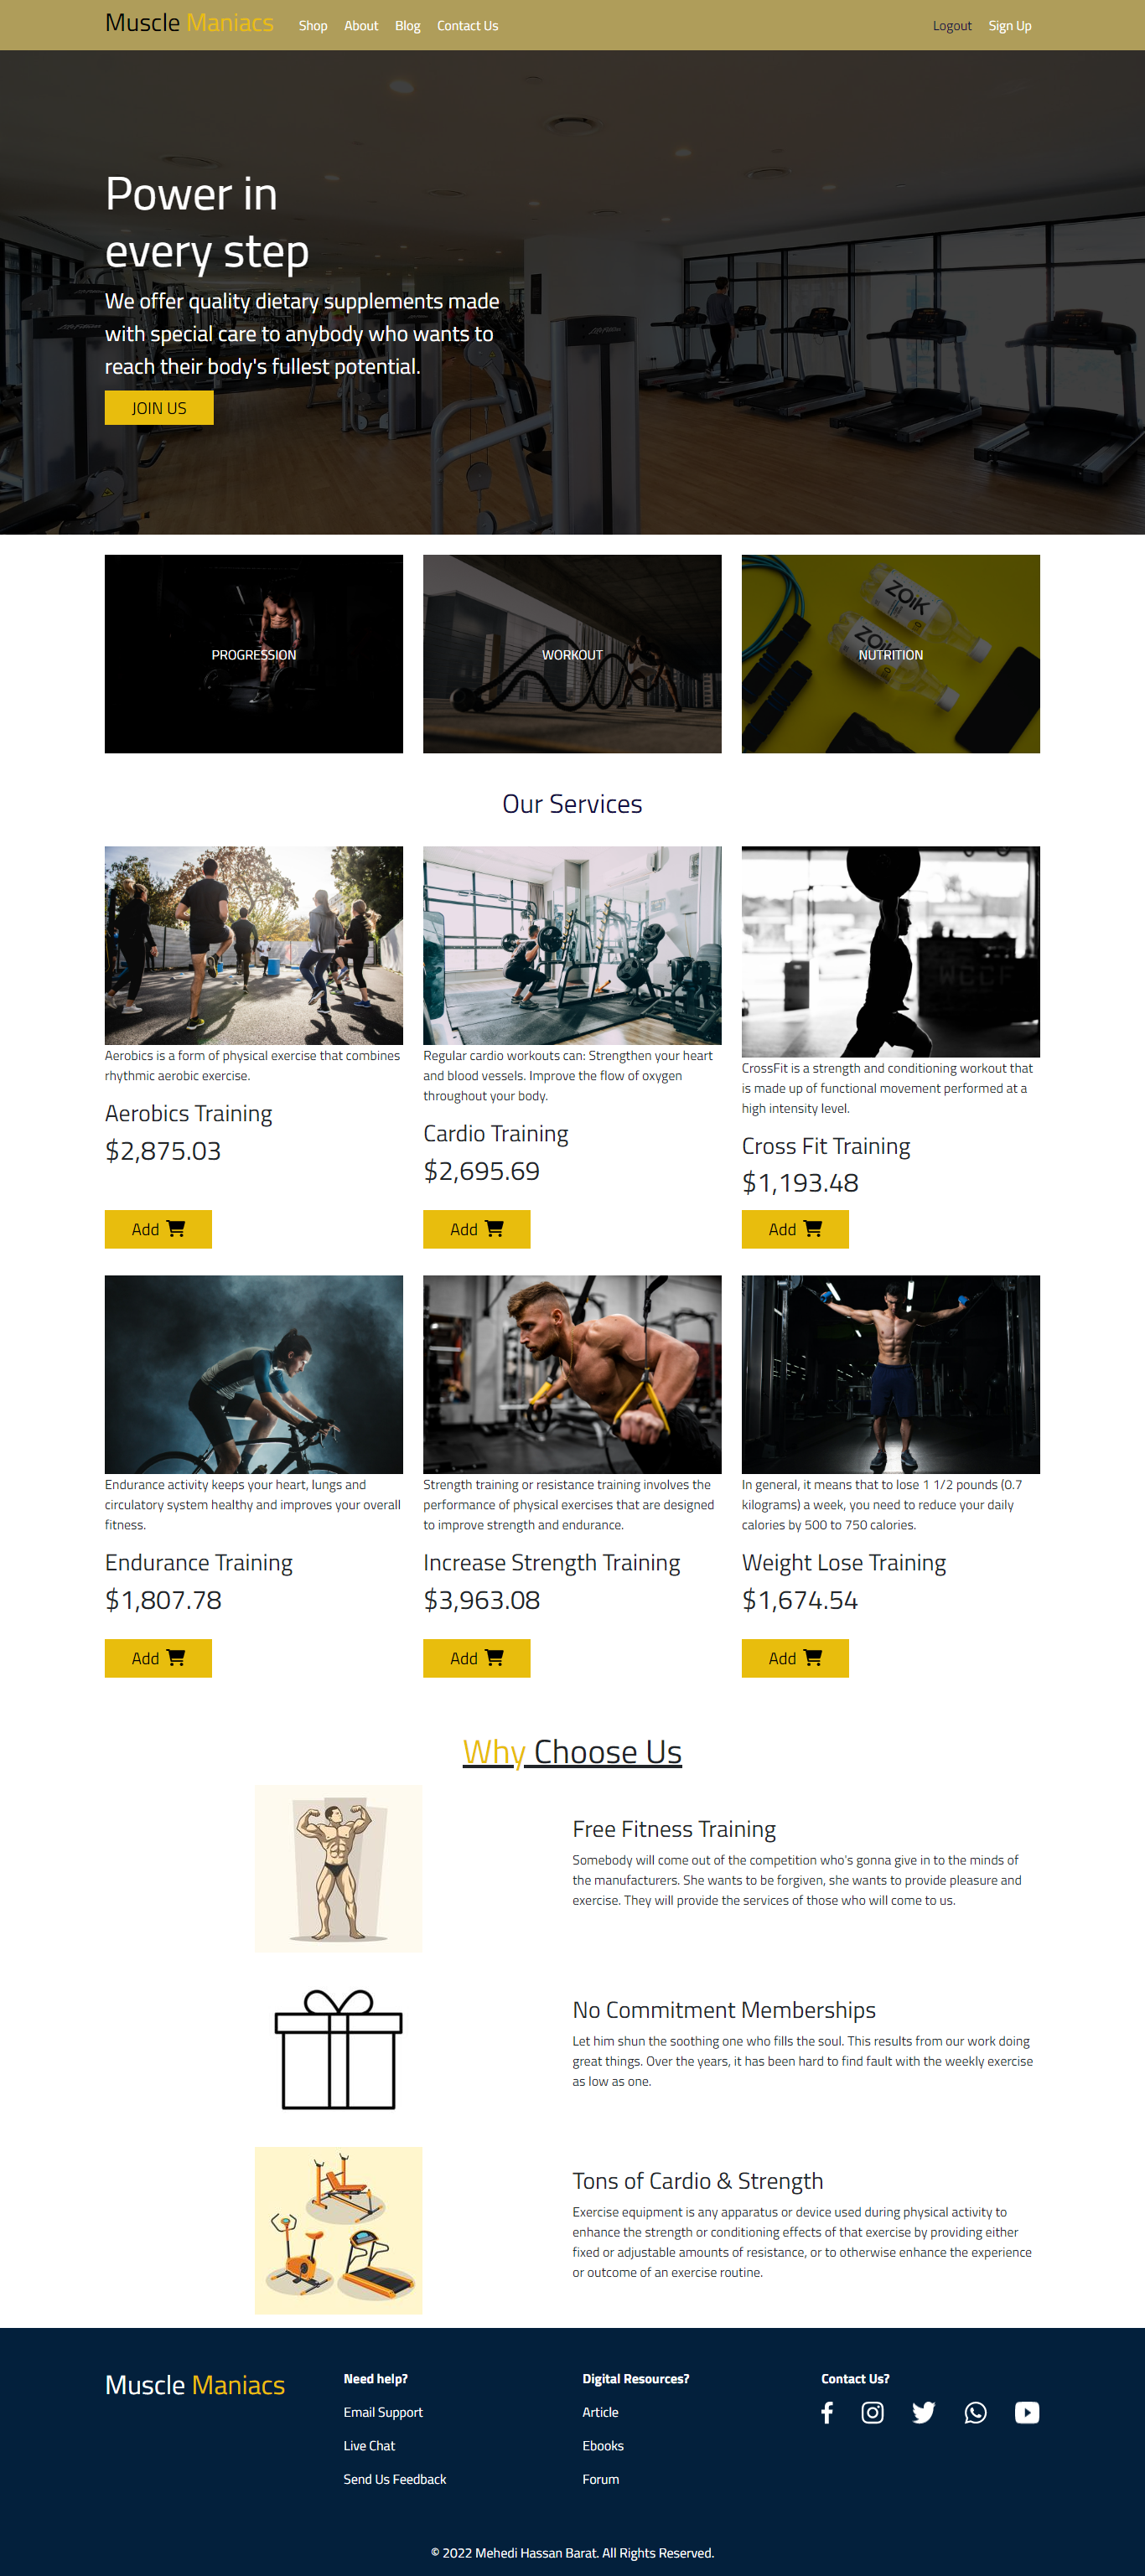 Muscle Maniacs Shop About Blog Contact Us Logout Sign Up
Power in
every step
We offer quality dietary supplements made
with special care to anybody who wants to
reach their body's fullest potential.
JOIN US
PROGRESSION
WORKOUT
ZOiK
ZOiK
NUTRITION
Our Services
WCCF
Aerobics is a form of physical exercise that combines
rhythmic aerobic exercise.
Aerobics Training
$2,875.03
Add
Regular cardio workouts can: Strengthen your heart
and blood vessels. Improve the flow of oxygen
throughout your body.
Cardio Training
$2,695.69
Add
CrossFit is a strength and conditioning workout that
is made up of functional movement performed at a
high intensity level.
Cross Fit Training
$1,193.48
Add
Endurance activity keeps your heart, lungs and
circulatory system healthy and improves your overall
fitness.
Endurance Training
$1,807.78
Add
Strength training or resistance training involves the
performance of physical exercises that are designed
to improve strength and endurance.
Increase Strength Training
$3,963.08
Add
In general, it means that to lose 1 1/2 pounds (0.7
kilograms) a week, you need to reduce your daily
calories by 500 to 750 calories.
Weight Lose Training
$1,674.54
Add
Why Choose Us
Free Fitness Training
Somebody will come out of the competition who's gonna give in to the minds of
the manufacturers. She wants to be forgiven, she wants to provide pleasure and
exercise. They will provide the services of those who will come to us.
No Commitment Memberships
Let him shun the soothing one who fills the soul. This results from our work doing
great things. Over the years, it has been hard to find fault with the weekly exercise
as low as one.
Tons of Cardio & Strength
Exercise equipment is any apparatus or device used during physical activity to
enhance the strength or conditioning effects of that exercise by providing either
fixed or adjustable amounts of resistance, or to otherwise enhance the experience
or outcome of an exercise routine.
Muscle Maniacs
Need help?
Email Support
Live Chat
Send Us Feedback
Digital Resources?
Article
Ebooks
Forum
Contact Us?
© 2022 Mehedi Hassan Barat. All Rights Reserved.